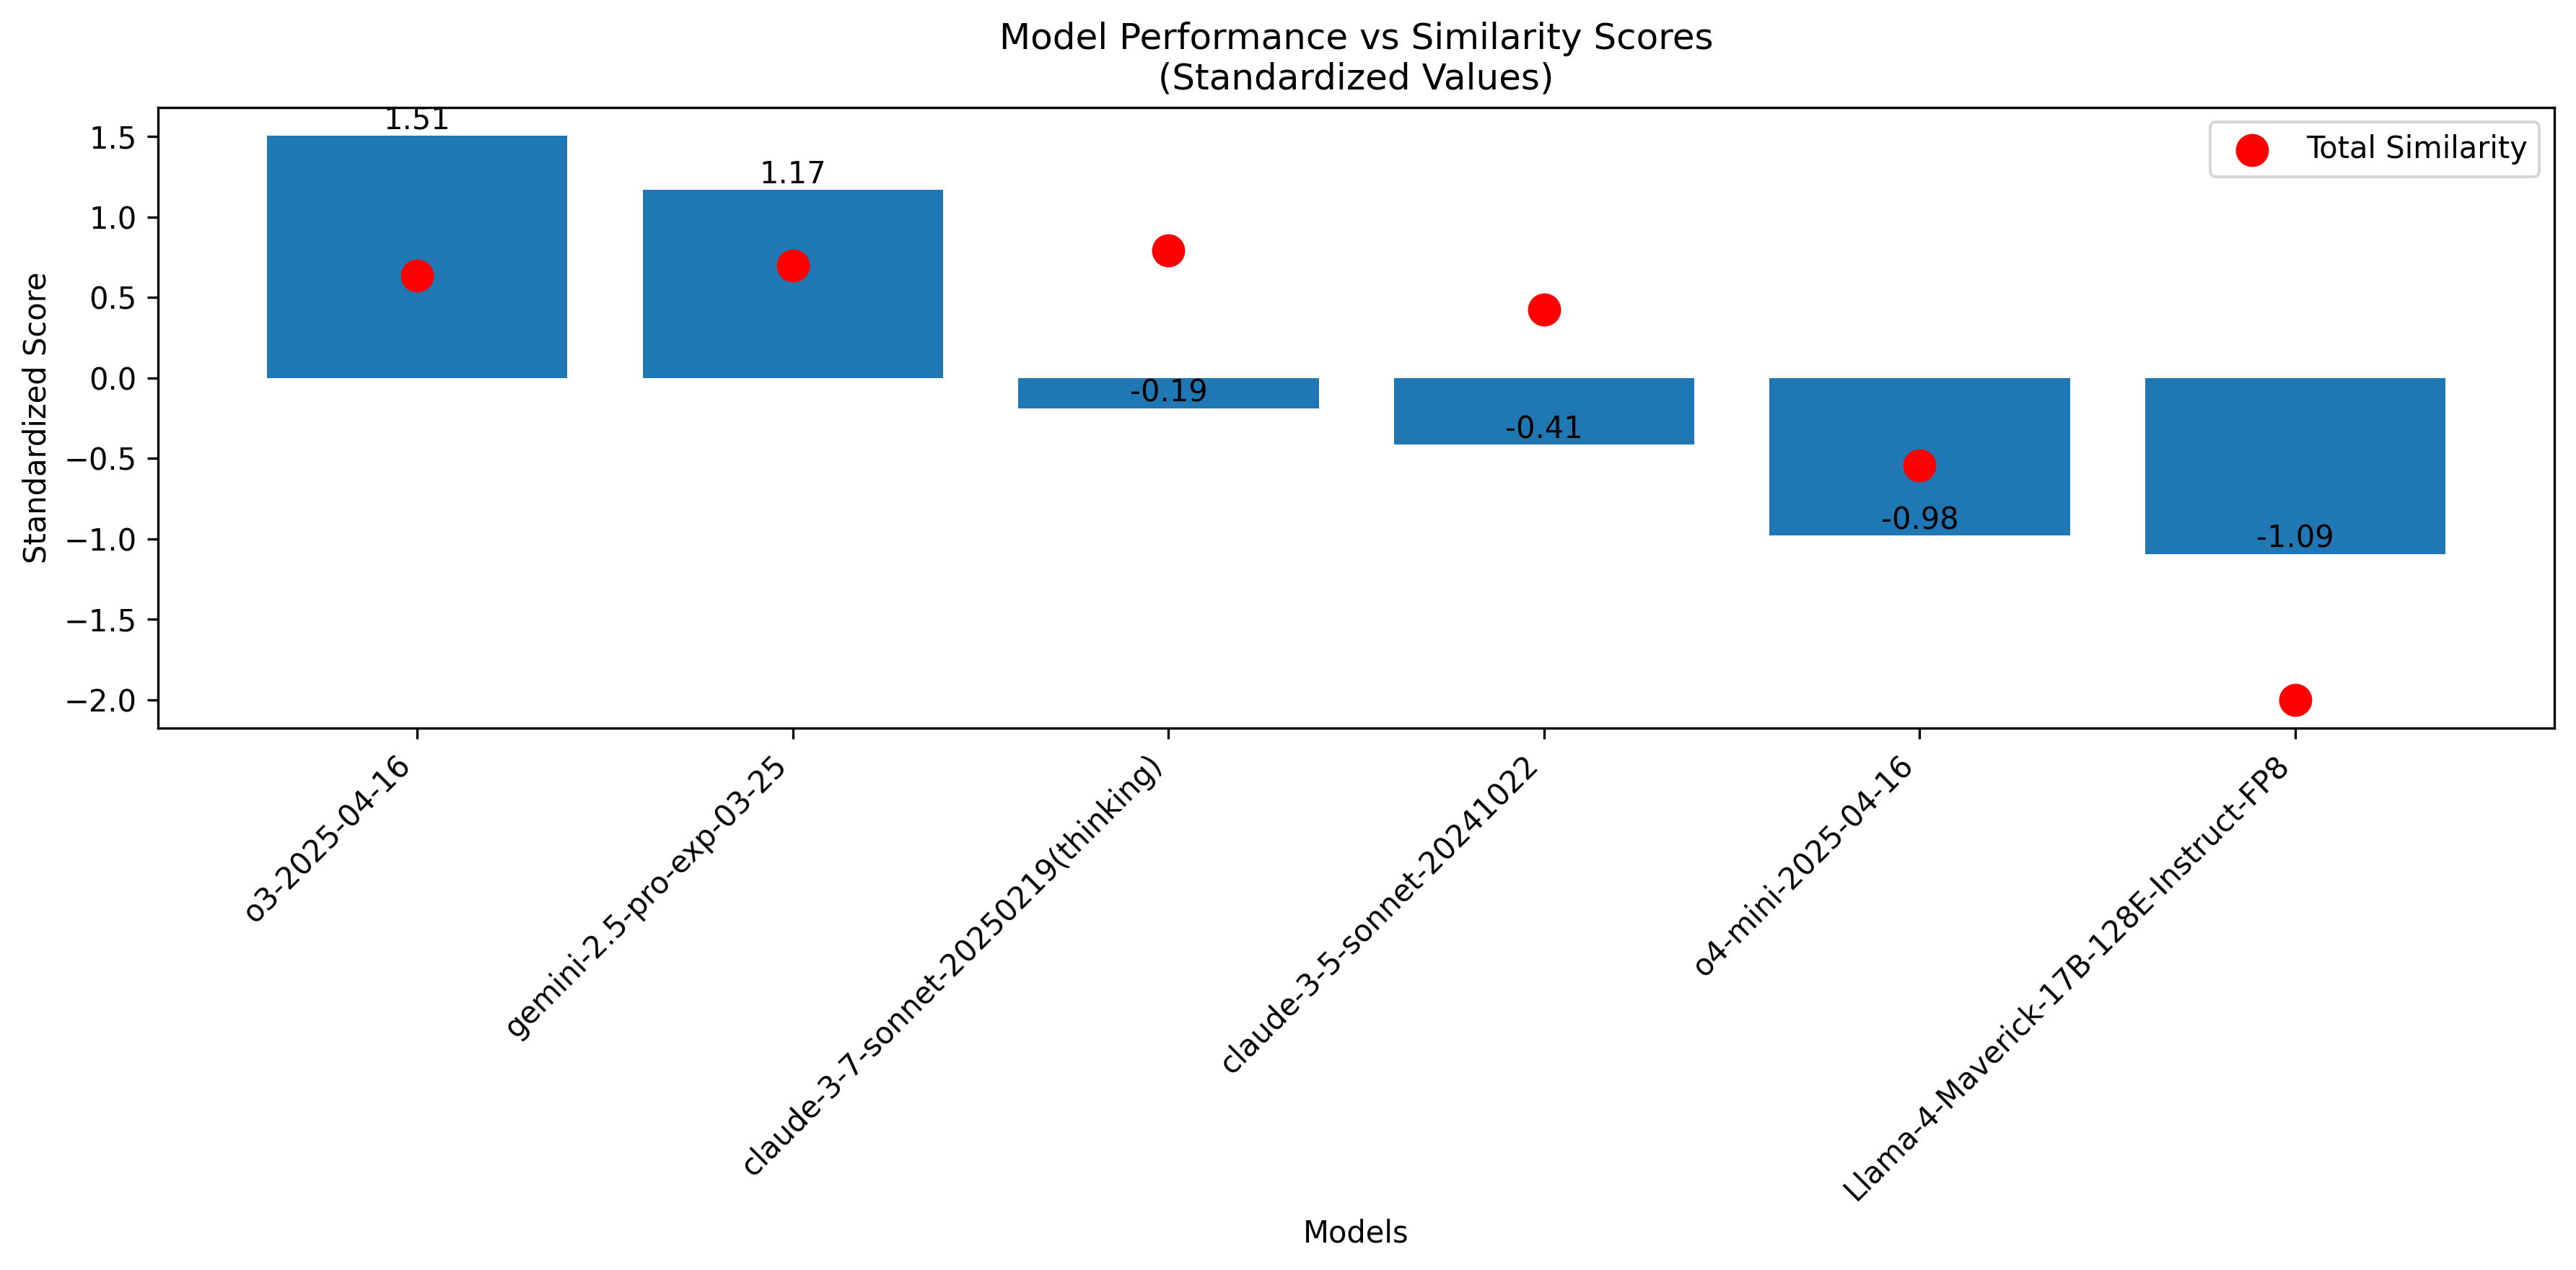 Model Performance vs Similarity Scores
(Standardized Values)
Total Similarity
Standardized Score
1.5
1.0
0.5
0.0
−0.5
−1.0
−1.5
−2.0
1.51
1.17
-0.19
-0.41
-0.98
-1.09
o3-2025-04-16
gemini-2.5-pro-exp-03-25
claude-3-7-sonnet-20250219(thinking)
claude-3-5-sonnet-20241022
o4-mini-2025-04-16
Llama-4-Maverick-17B-128E-Instruct-FP8
Models